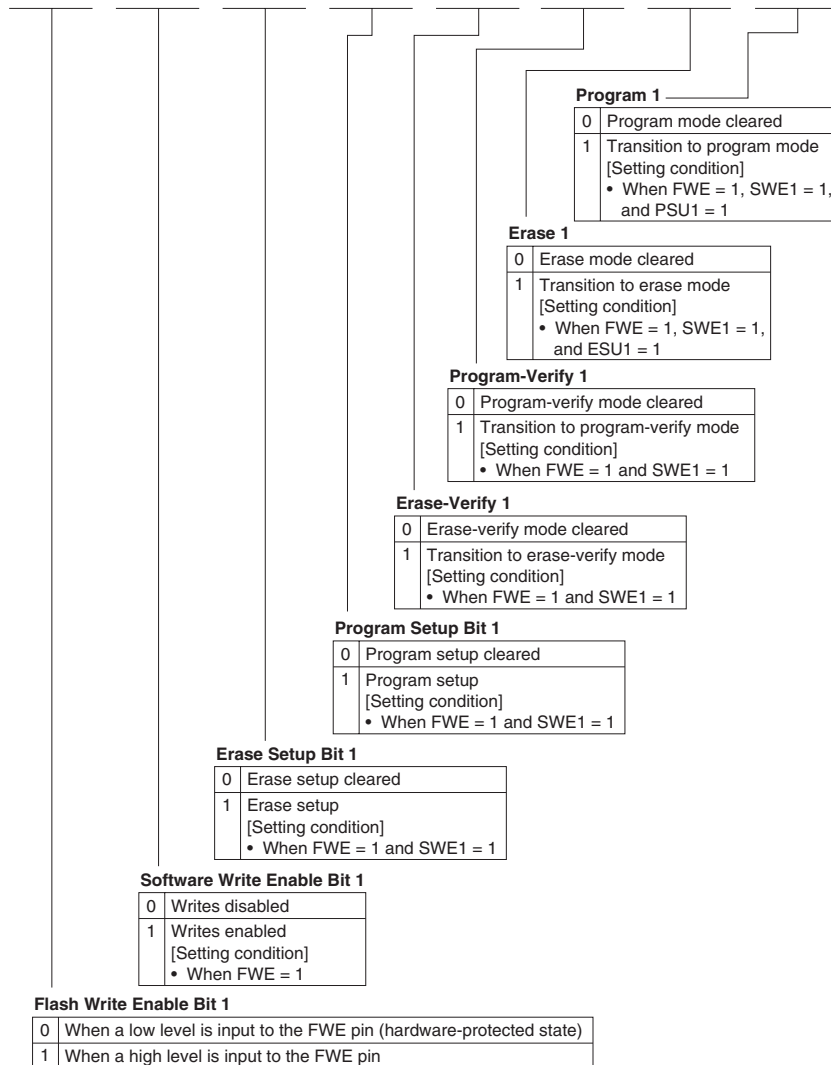 Program 1
0 Program mode cleared
1 Transition to program mode
[Setting condition]
• When FWE = 1, SWE1 = 1,
and PSU1 = 1
Erase 1
0 Erase mode cleared
1 Transition to erase mode
[Setting condition]
• When FWE = 1, SWE1 = 1,
and ESU1 = 1
Program-Verify 1
0 Program-verify mode cleared
1 Transition to program-verify mode
[Setting condition]
• When FWE = 1 and SWE1 = 1
Erase-Verify 1
0 Erase-verify mode cleared
1 Transition to erase-verify mode
[Setting condition]
• When FWE = 1 and SWE1 = 1
Program Setup Bit 1
0 Program setup cleared
1 Program setup
[Setting condition]
• When FWE = 1 and SWE1 = 1
Erase Setup Bit 1
0 Erase setup cleared
1 Erase setup
[Setting condition]
• When FWE = 1 and SWE1 = 1
Software Write Enable Bit 1
0 Writes disabled
1 Writes enabled
[Setting condition]
• When FWE = 1
Flash Write Enable Bit 1
0 When a low level is input to the FWE pin (hardware-protected state)
1 When a high level is input to the FWE pin